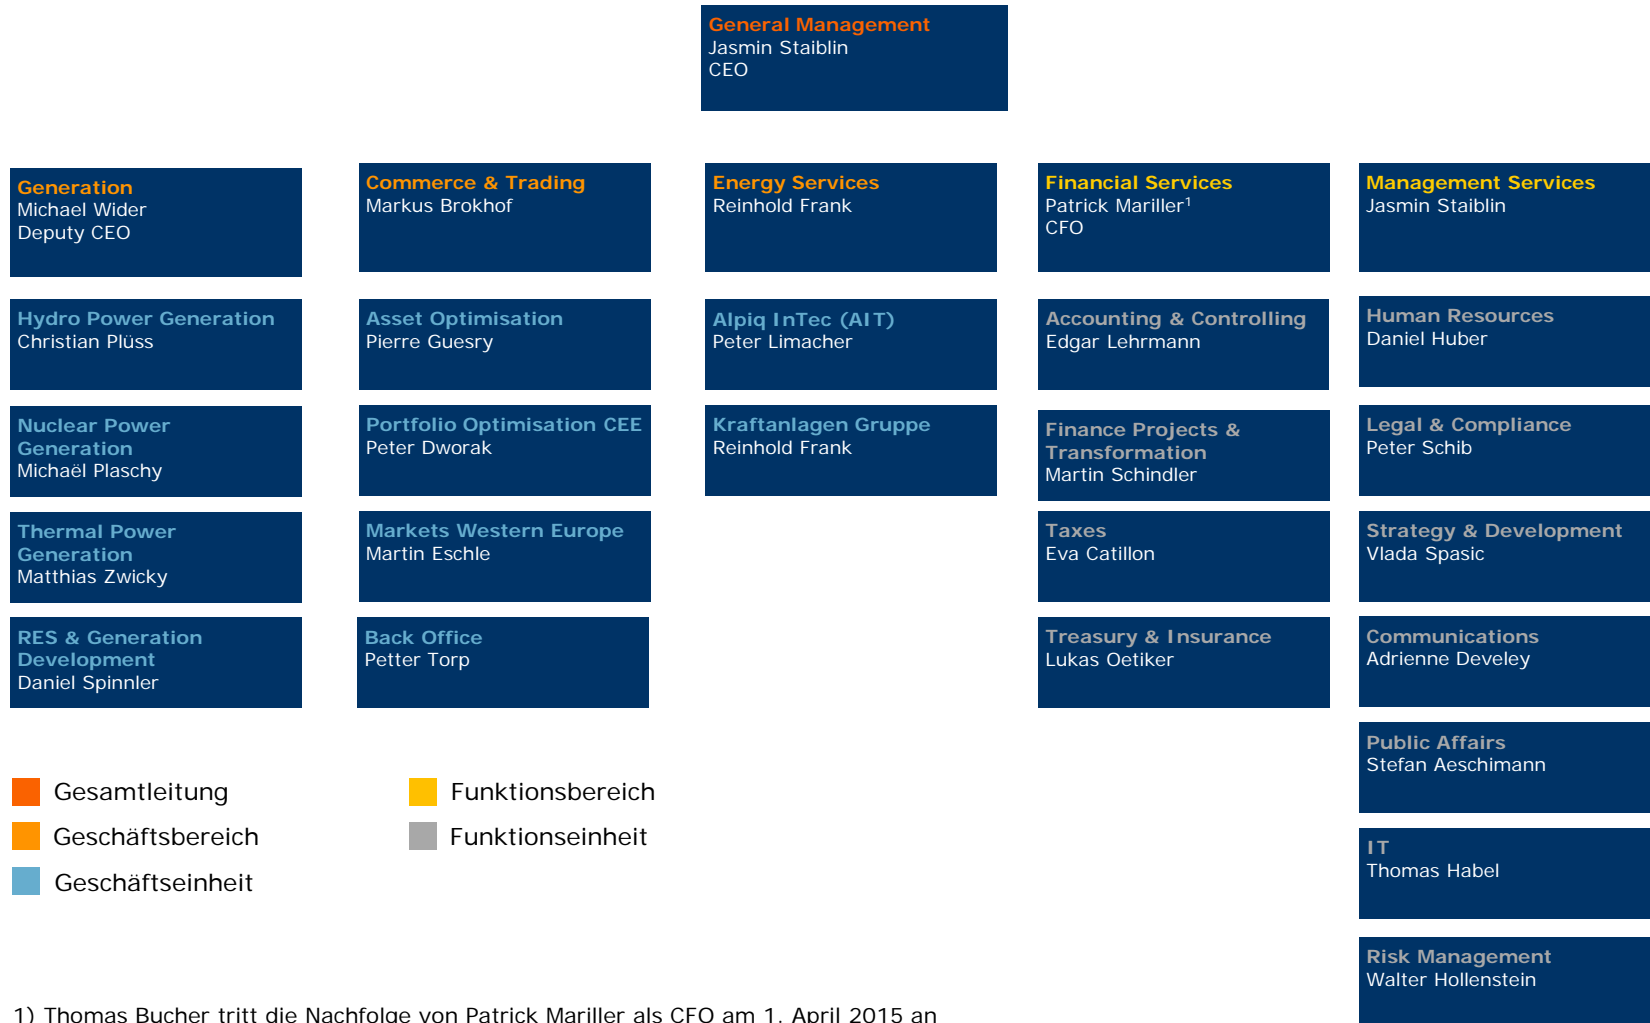 General Management
Jasmin Staiblin
CEO
Generation
Michael Wider
Deputy CEO
Commerce & Trading
Markus Brokhof
Energy Services
Reinhold Frank
Financial Services
Patrick Mariller¹
CFO
Management Services
Jasmin Staiblin
Hydro Power Generation
Christian Plüss
Asset Optimisation
Pierre Guesry
Alpiq InTec (AIT)
Peter Limacher
Accounting & Controlling
Edgar Lehrmann
Human Resources
Daniel Huber
Nuclear Power
Generation
Michaël Plaschy
Portfolio Optimisation CEE
Peter Dworak
Kraftanlagen Gruppe
Reinhold Frank
Finance Projects &
Transformation
Martin Schindler
Legal & Compliance
Peter Schib
Thermal Power
Generation
Matthias Zwicky
Markets Western Europe
Martin Eschle
Taxes
Eva Catillon
Strategy & Development
Vlada Spasic
RES & Generation
Development
Daniel Spinnler
Back Office
Petter Torp
Treasury & Insurance
Lukas Oetiker
Communications
Adrienne Develey
Public Affairs
Stefan Aeschimann
IT
Thomas Habel
Risk Management
Walter Hollenstein
Gesamtleitung
Geschäftsbereich
Geschäftseinheit
Funktionsbereich
Funktionseinheit
1) Thomas Bucher tritt die Nachfolge von Patrick Mariller als CFO am 1. April 2015 an